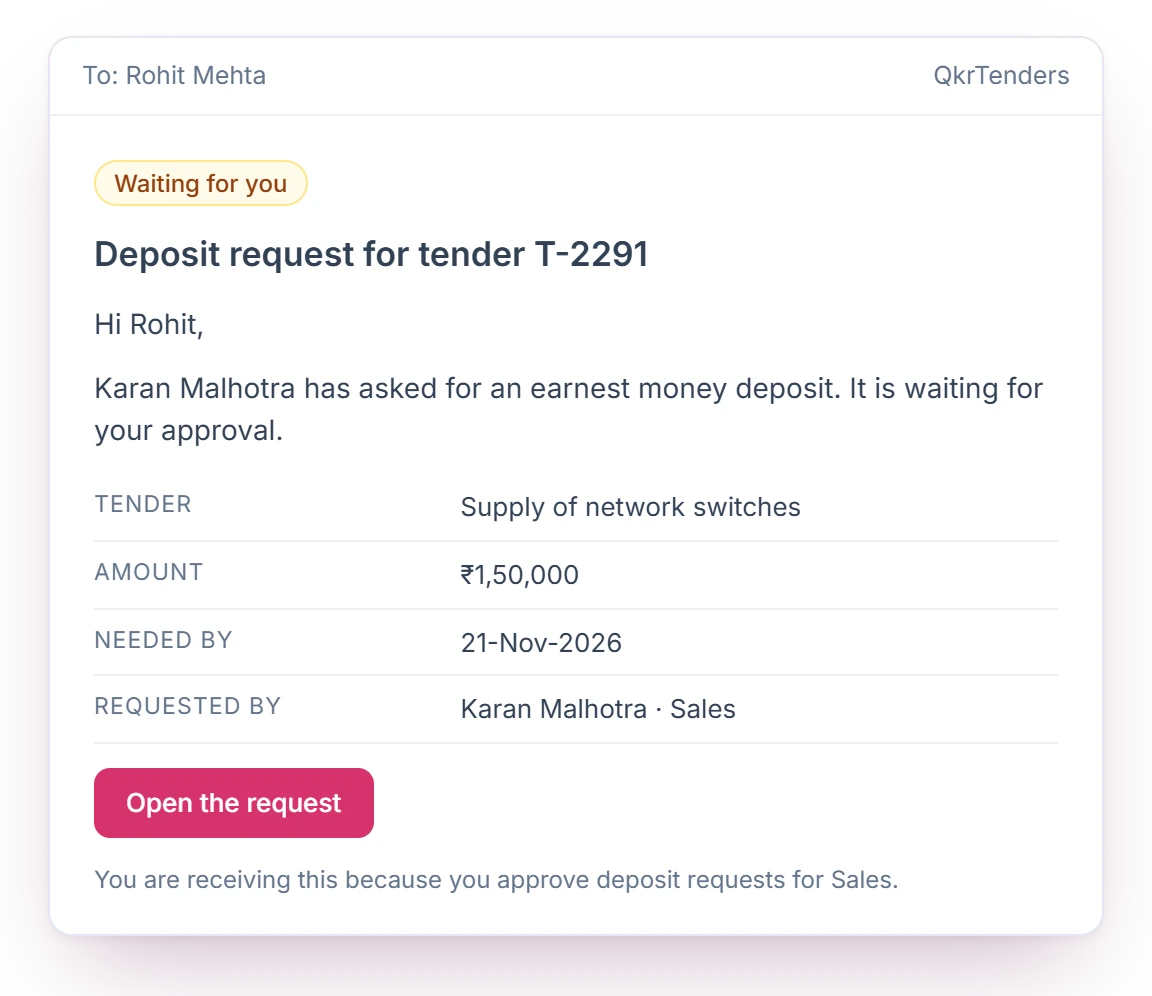 To: Rohit Mehta
QkrTenders
Waiting for you
Deposit request for tender T-2291
Hi Rohit,
Karan Malhotra has asked for an earnest money deposit. It is waiting for
your approval.
TENDER
Supply of network switches
AMOUNT
₹1,50,000
NEEDED BY
21-Nov-2026
REQUESTED BY
Karan Malhotra · Sales
Open the request
You are receiving this because you approve deposit requests for Sales.